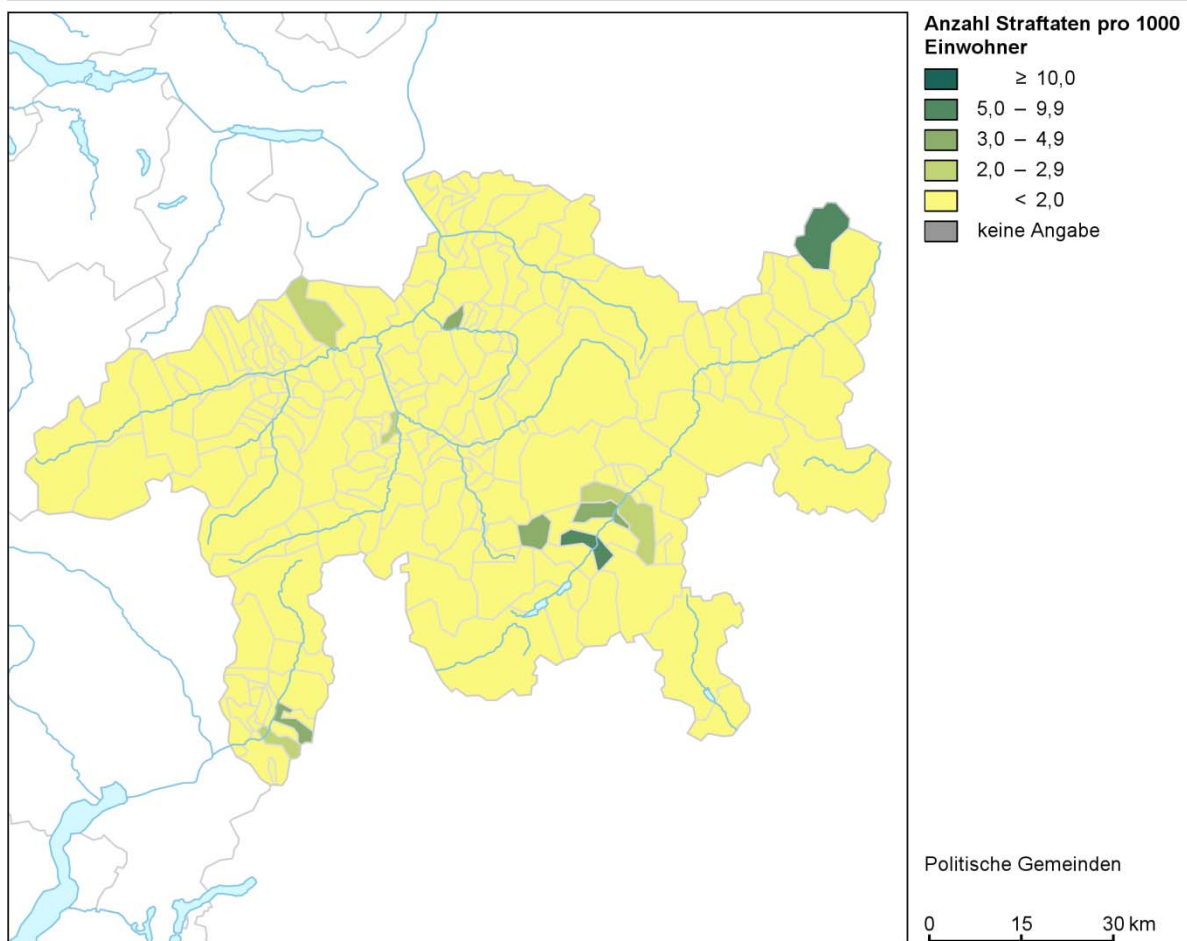 Anzahl Straftaten pro 1000
Einwohner
≥ 10,0
5,0 – 9,9
3,0 – 4,9
2,0 – 2,9
< 2,0
keine Angabe
Politische Gemeinden
0 15 30 km